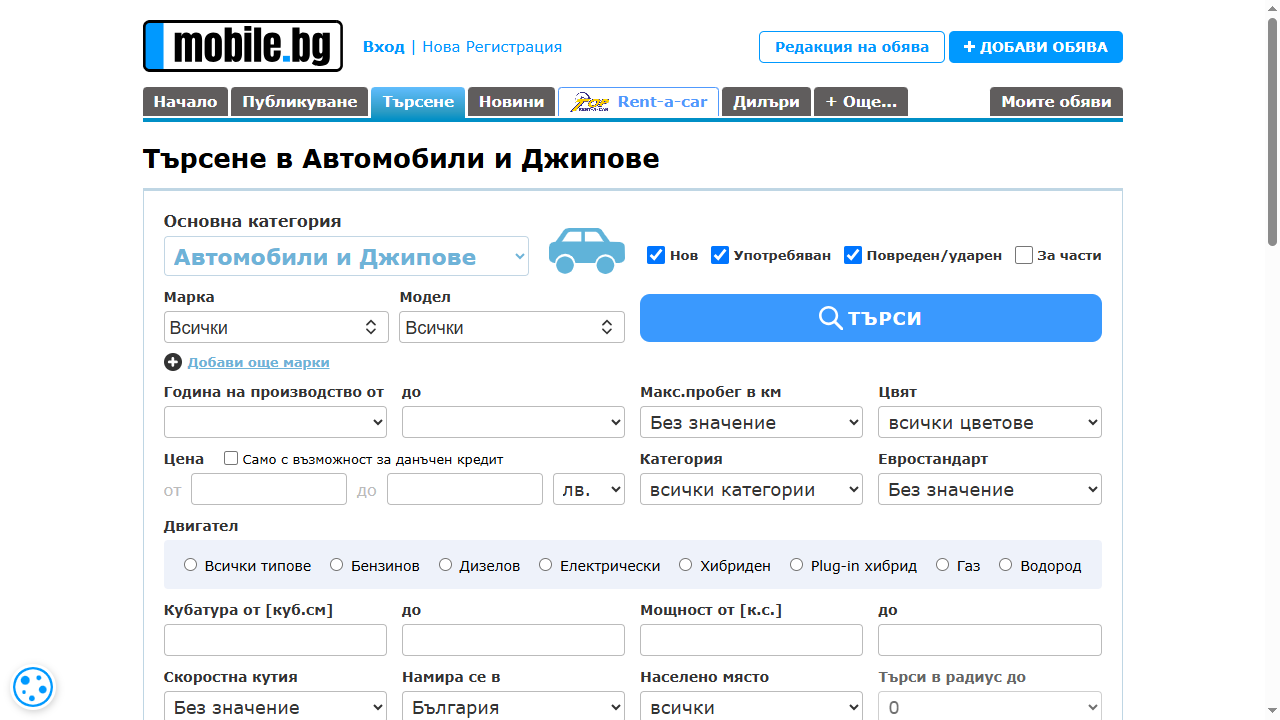 mobile.bg
Вход | Нова Регистрация
Редакция на обява
+ ДОБАВИ ОБЯВА
Начало
Публикуване
Търсене
Новини
Rent-a-car
Дилъри
+ Още...
Моите обяви
Търсене в Автомобили и Джипове
Основна категория
Автомобили и Джипове
Нов
Употребяван
Повреден/ударен
За части
Марка
Модел
Всички
Всички
ТЪРСИ
Добави още марки
Година на производство от
до
Макс.пробег в км
Цвят
Без значение
всички цветове
Цена
Само с възможност за данъчен кредит
Категория
Евростандарт
от
до
лв.
всички категории
Без значение
Двигател
Всички типове
Бензинов
Дизелов
Електрически
Хибриден
Plug-in хибрид
Газ
Водород
Кубатура от [куб.см]
до
Мощност от [к.с.]
до
Скоростна кутия
Намира се в
Населено място
Търси в радиус до
Без значение
България
всички
0